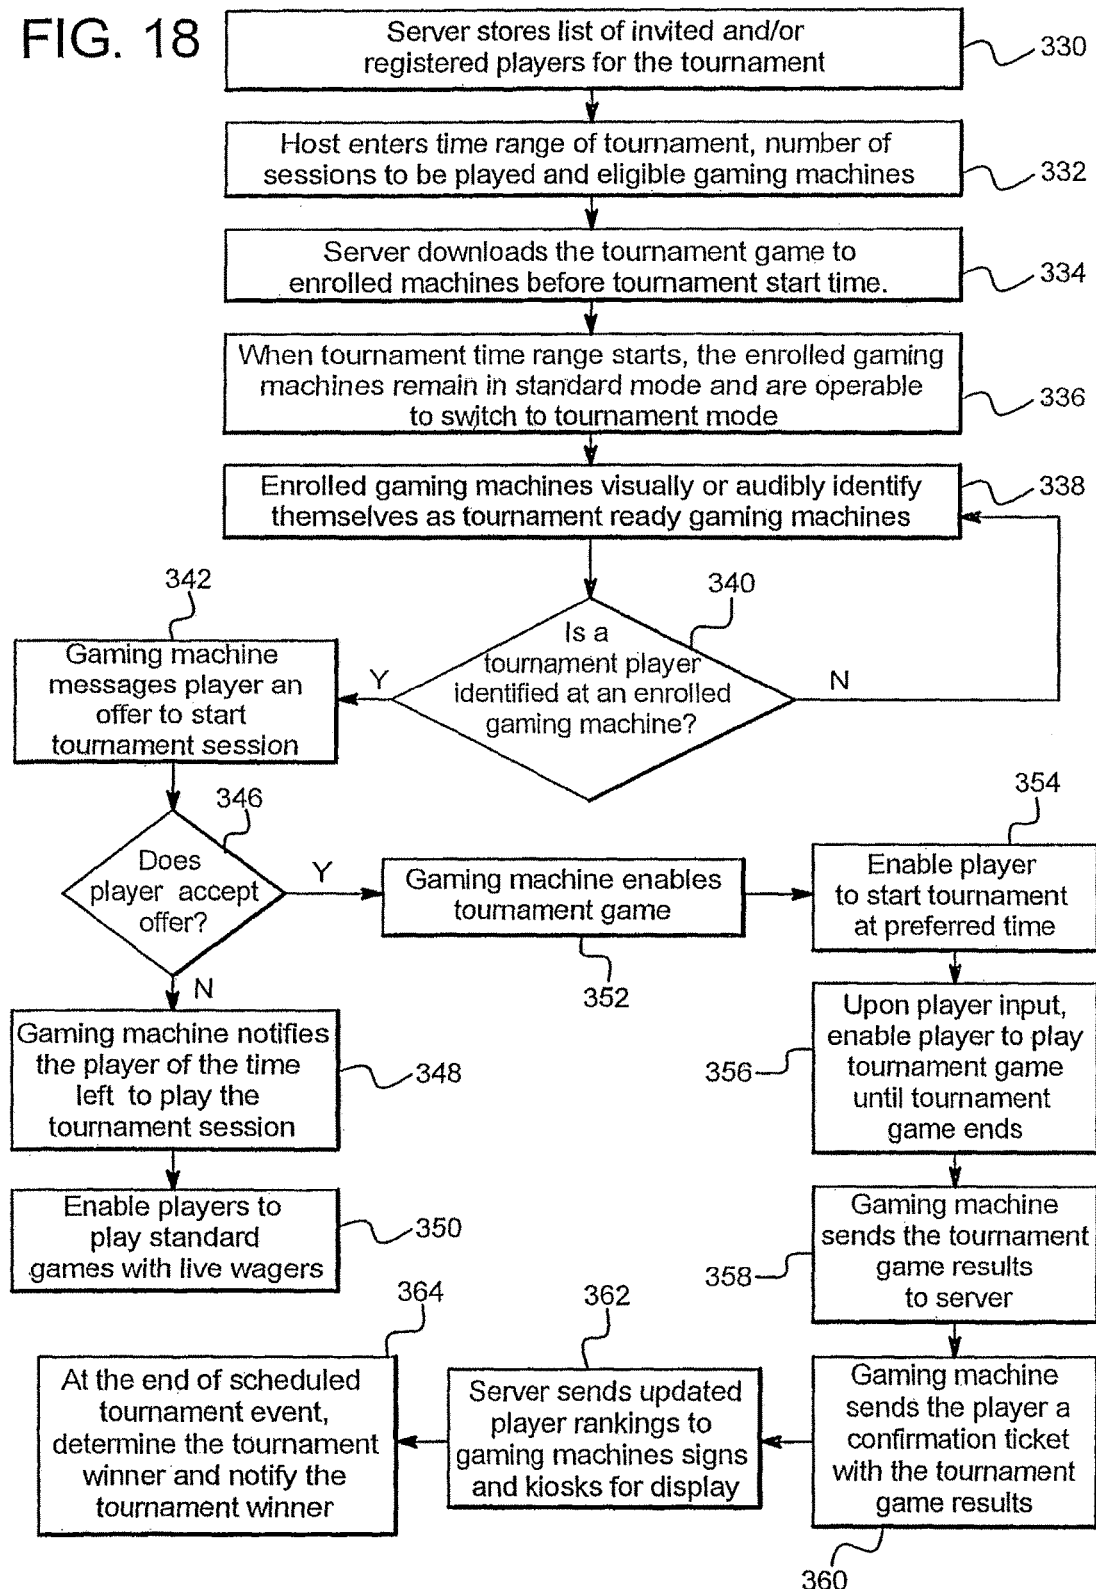 FIG. 18
Server stores list of invited and/or
registered players for the tournament
330
Host enters time range of tournament, number of
sessions to be played and eligible gaming machines
332
Server downloads the tournament game to
enrolled machines before tournament start time.
334
When tournament time range starts, the enrolled gaming
machines remain in standard mode and are operable
to switch to tournament mode
336
Enrolled gaming machines visually or audibly identify
themselves as tournament ready gaming machines
338
340
Is a
tournament player
identified at an enrolled
gaming machine?
Y
N
342
Gaming machine
messages player an
offer to start
tournament session
346
Does
player accept
offer?
Y
N
Gaming machine enables
tournament game
352
354
Enable player
to start tournament
at preferred time
Gaming machine notifies
the player of the time
left to play the
tournament session
348
Upon player input,
enable player to play
tournament game
until tournament
game ends
356
Enable players to
play standard
games with live wagers
350
Gaming machine
sends the tournament
game results
to server
358
Gaming machine
sends the player a
confirmation ticket
with the tournament
game results
360
362
Server sends updated
player rankings to
gaming machines signs
and kiosks for display
364
At the end of scheduled
tournament event,
determine the tournament
winner and notify the
tournament winner